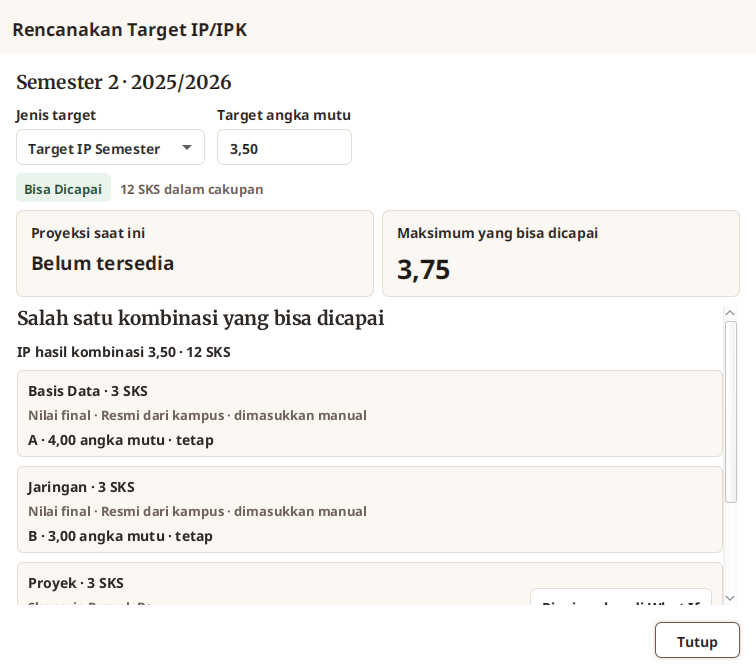 Rencanakan Target IP/IPK
Semester 2 · 2025/2026
Jenis target
Target angka mutu
Target IP Semester
3,50
Bisa Dicapai
12 SKS dalam cakupan
Proyeksi saat ini
Belum tersedia
Maksimum yang bisa dicapai
3,75
Salah satu kombinasi yang bisa dicapai
IP hasil kombinasi 3,50 · 12 SKS
Basis Data · 3 SKS
Nilai final · Resmi dari kampus · dimasukkan manual
A · 4,00 angka mutu · tetap
Jaringan · 3 SKS
Nilai final · Resmi dari kampus · dimasukkan manual
B · 3,00 angka mutu · tetap
Proyek · 3 SKS
Tutup